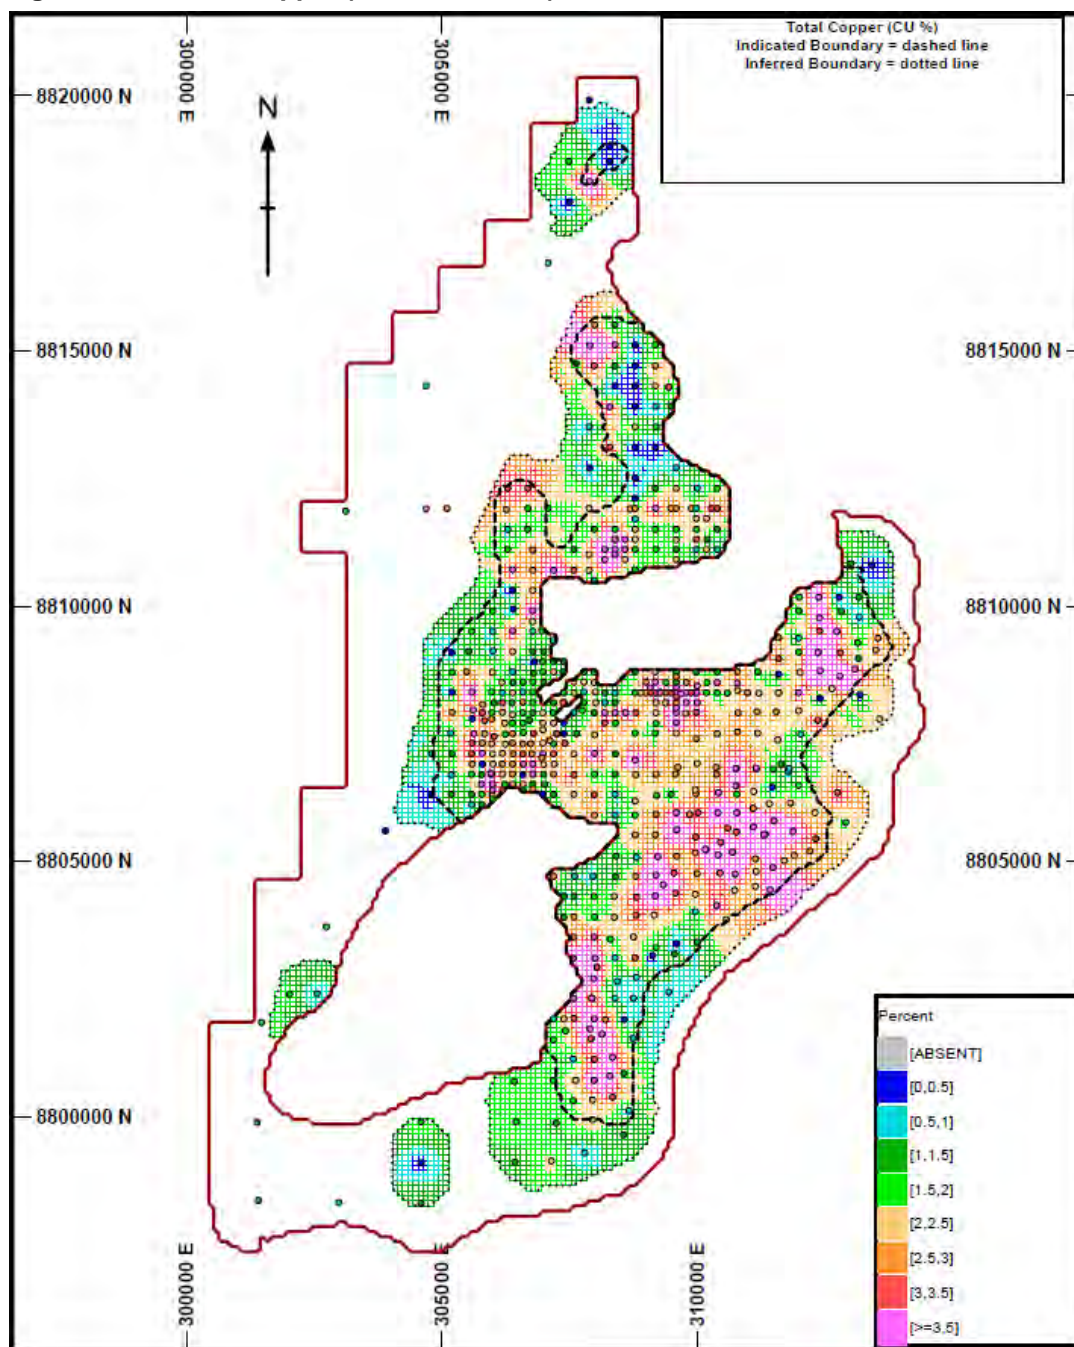 300000 E
305000 E
Total Copper (CU %)
Indicated Boundary = dashed line
Inferred Boundary = dotted line
8820000 N
N
8815000 N
8815000 N
8810000 N
8810000 N
8805000 N
8805000 N
8800000 N
Percent
[ABSENT]
[0,0.5]
[0.5,1]
[1,1.5]
[1.5,2]
[2,2.5]
[2.5,3]
[3,3.5]
[>=3,5]
300000 E
305000 E
310000 E